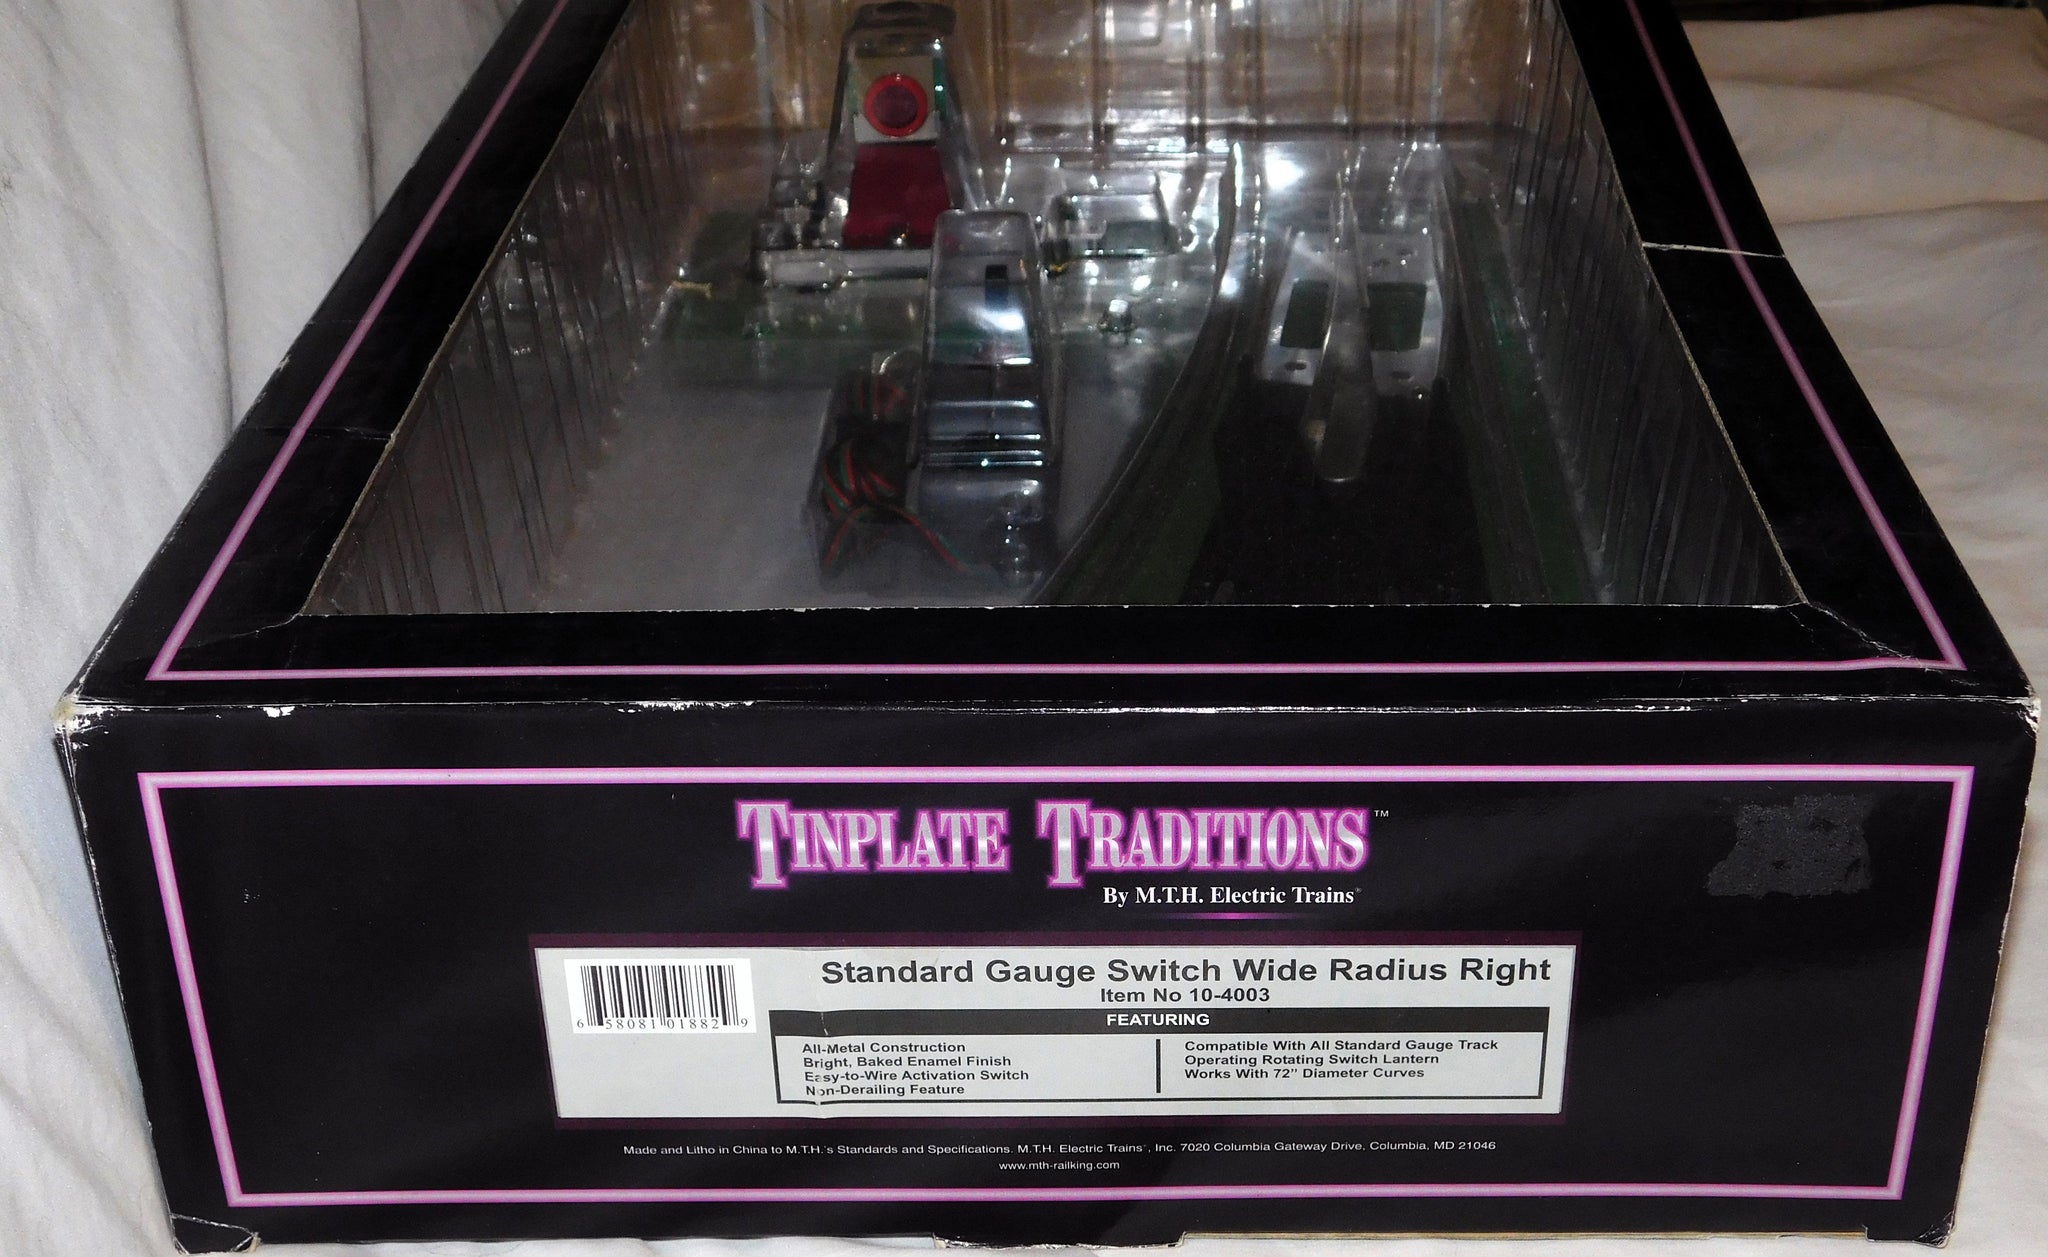 TINPLATE TRADITIONS™
By M.T.H. Electric Trains®
Standard Gauge Switch Wide Radius Right
Item No 10-4003
6 58081 01882 9
FEATURING
All-Metal Construction
Bright, Baked Enamel Finish
Easy-to-Wire Activation Switch
Non-Derailing Feature
Compatible With All Standard Gauge Track
Operating Rotating Switch Lantern
Works With 72” Diameter Curves
Made and Litho in China to M.T.H.'s Standards and Specifications. M.T.H. Electric Trains®, Inc. 7020 Columbia Gateway Drive, Columbia, MD 21046
www.mth-railking.com